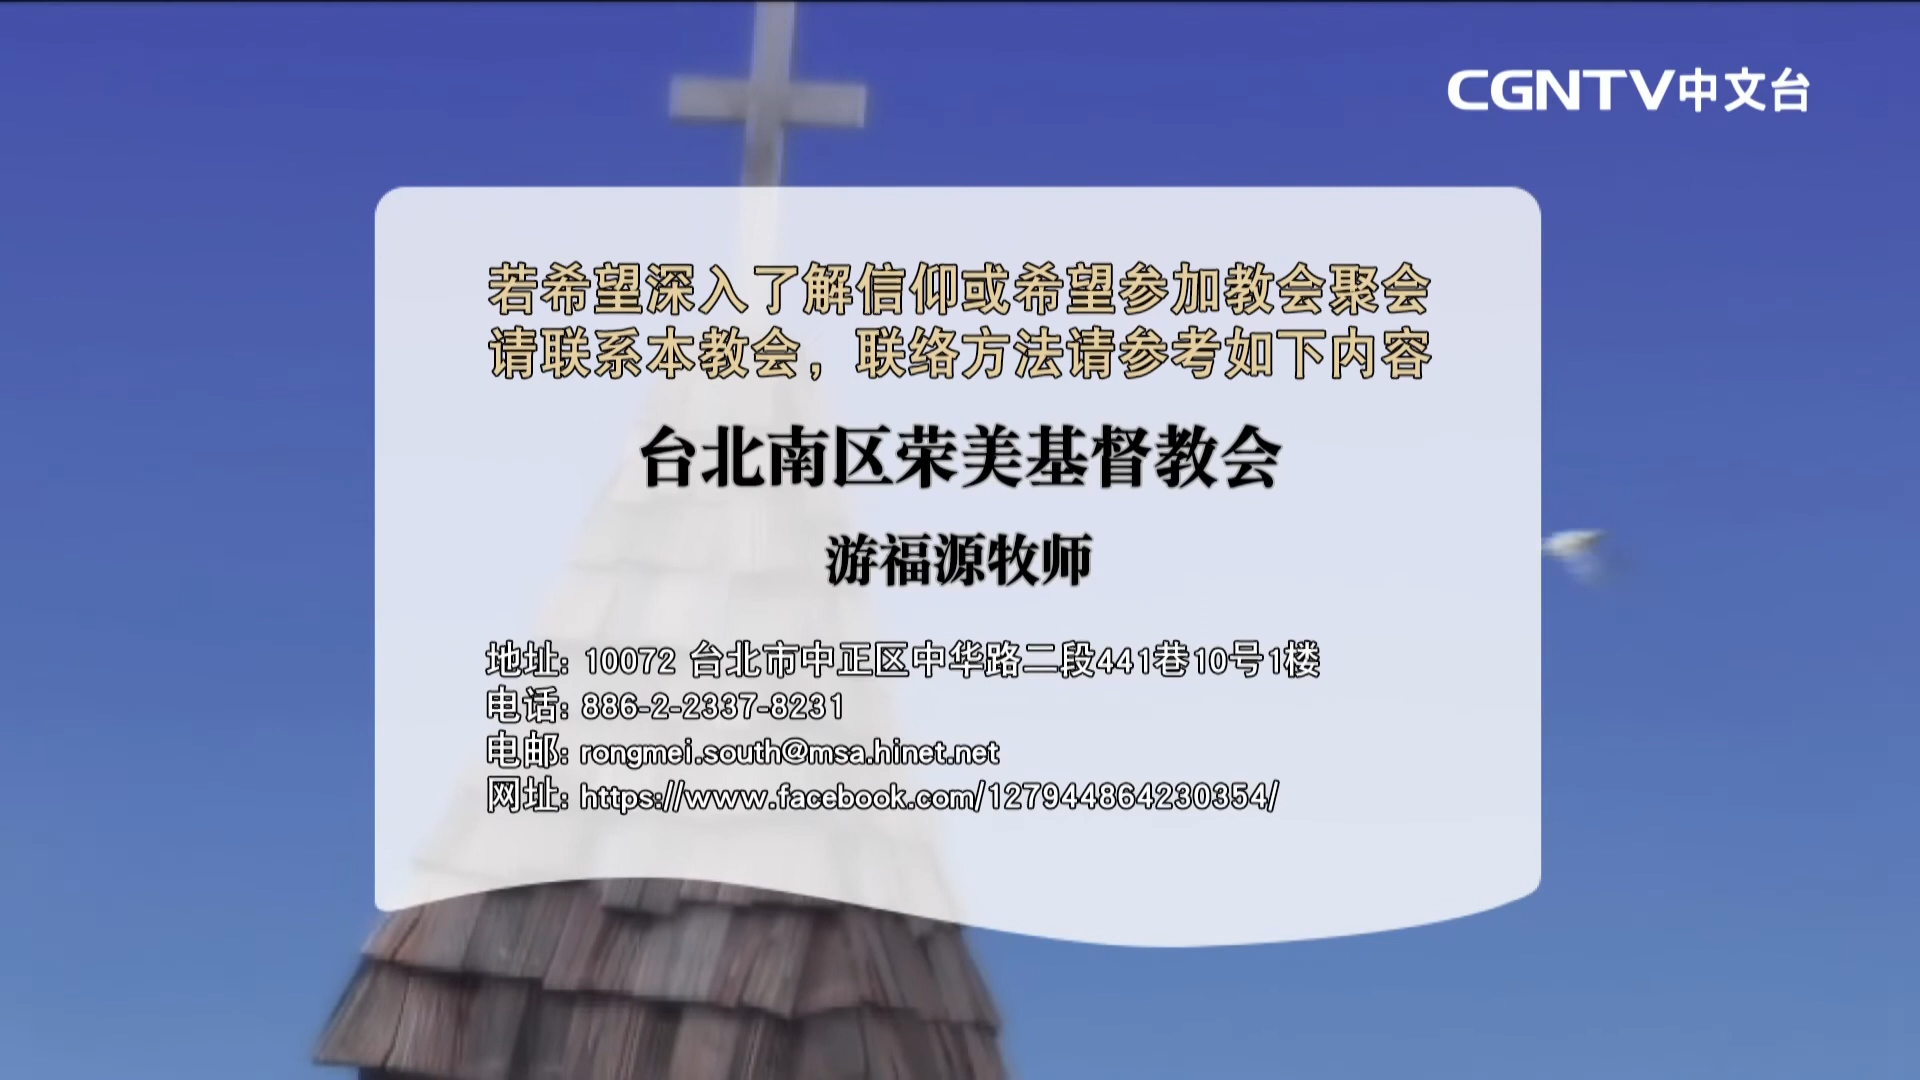 CGNTV中文台
若希望深入了解信仰或希望参加教会聚会
请联系本教会，联络方法请参考如下内容
台北南区荣美基督教会
游福源牧师
地址: 10072 台北市中正区中华路二段441巷10号1楼
电话: 886-2-2337-8231
电邮: rongmei.south@msa.hinet.net
网址: https://www.facebook.com/127944864230354/